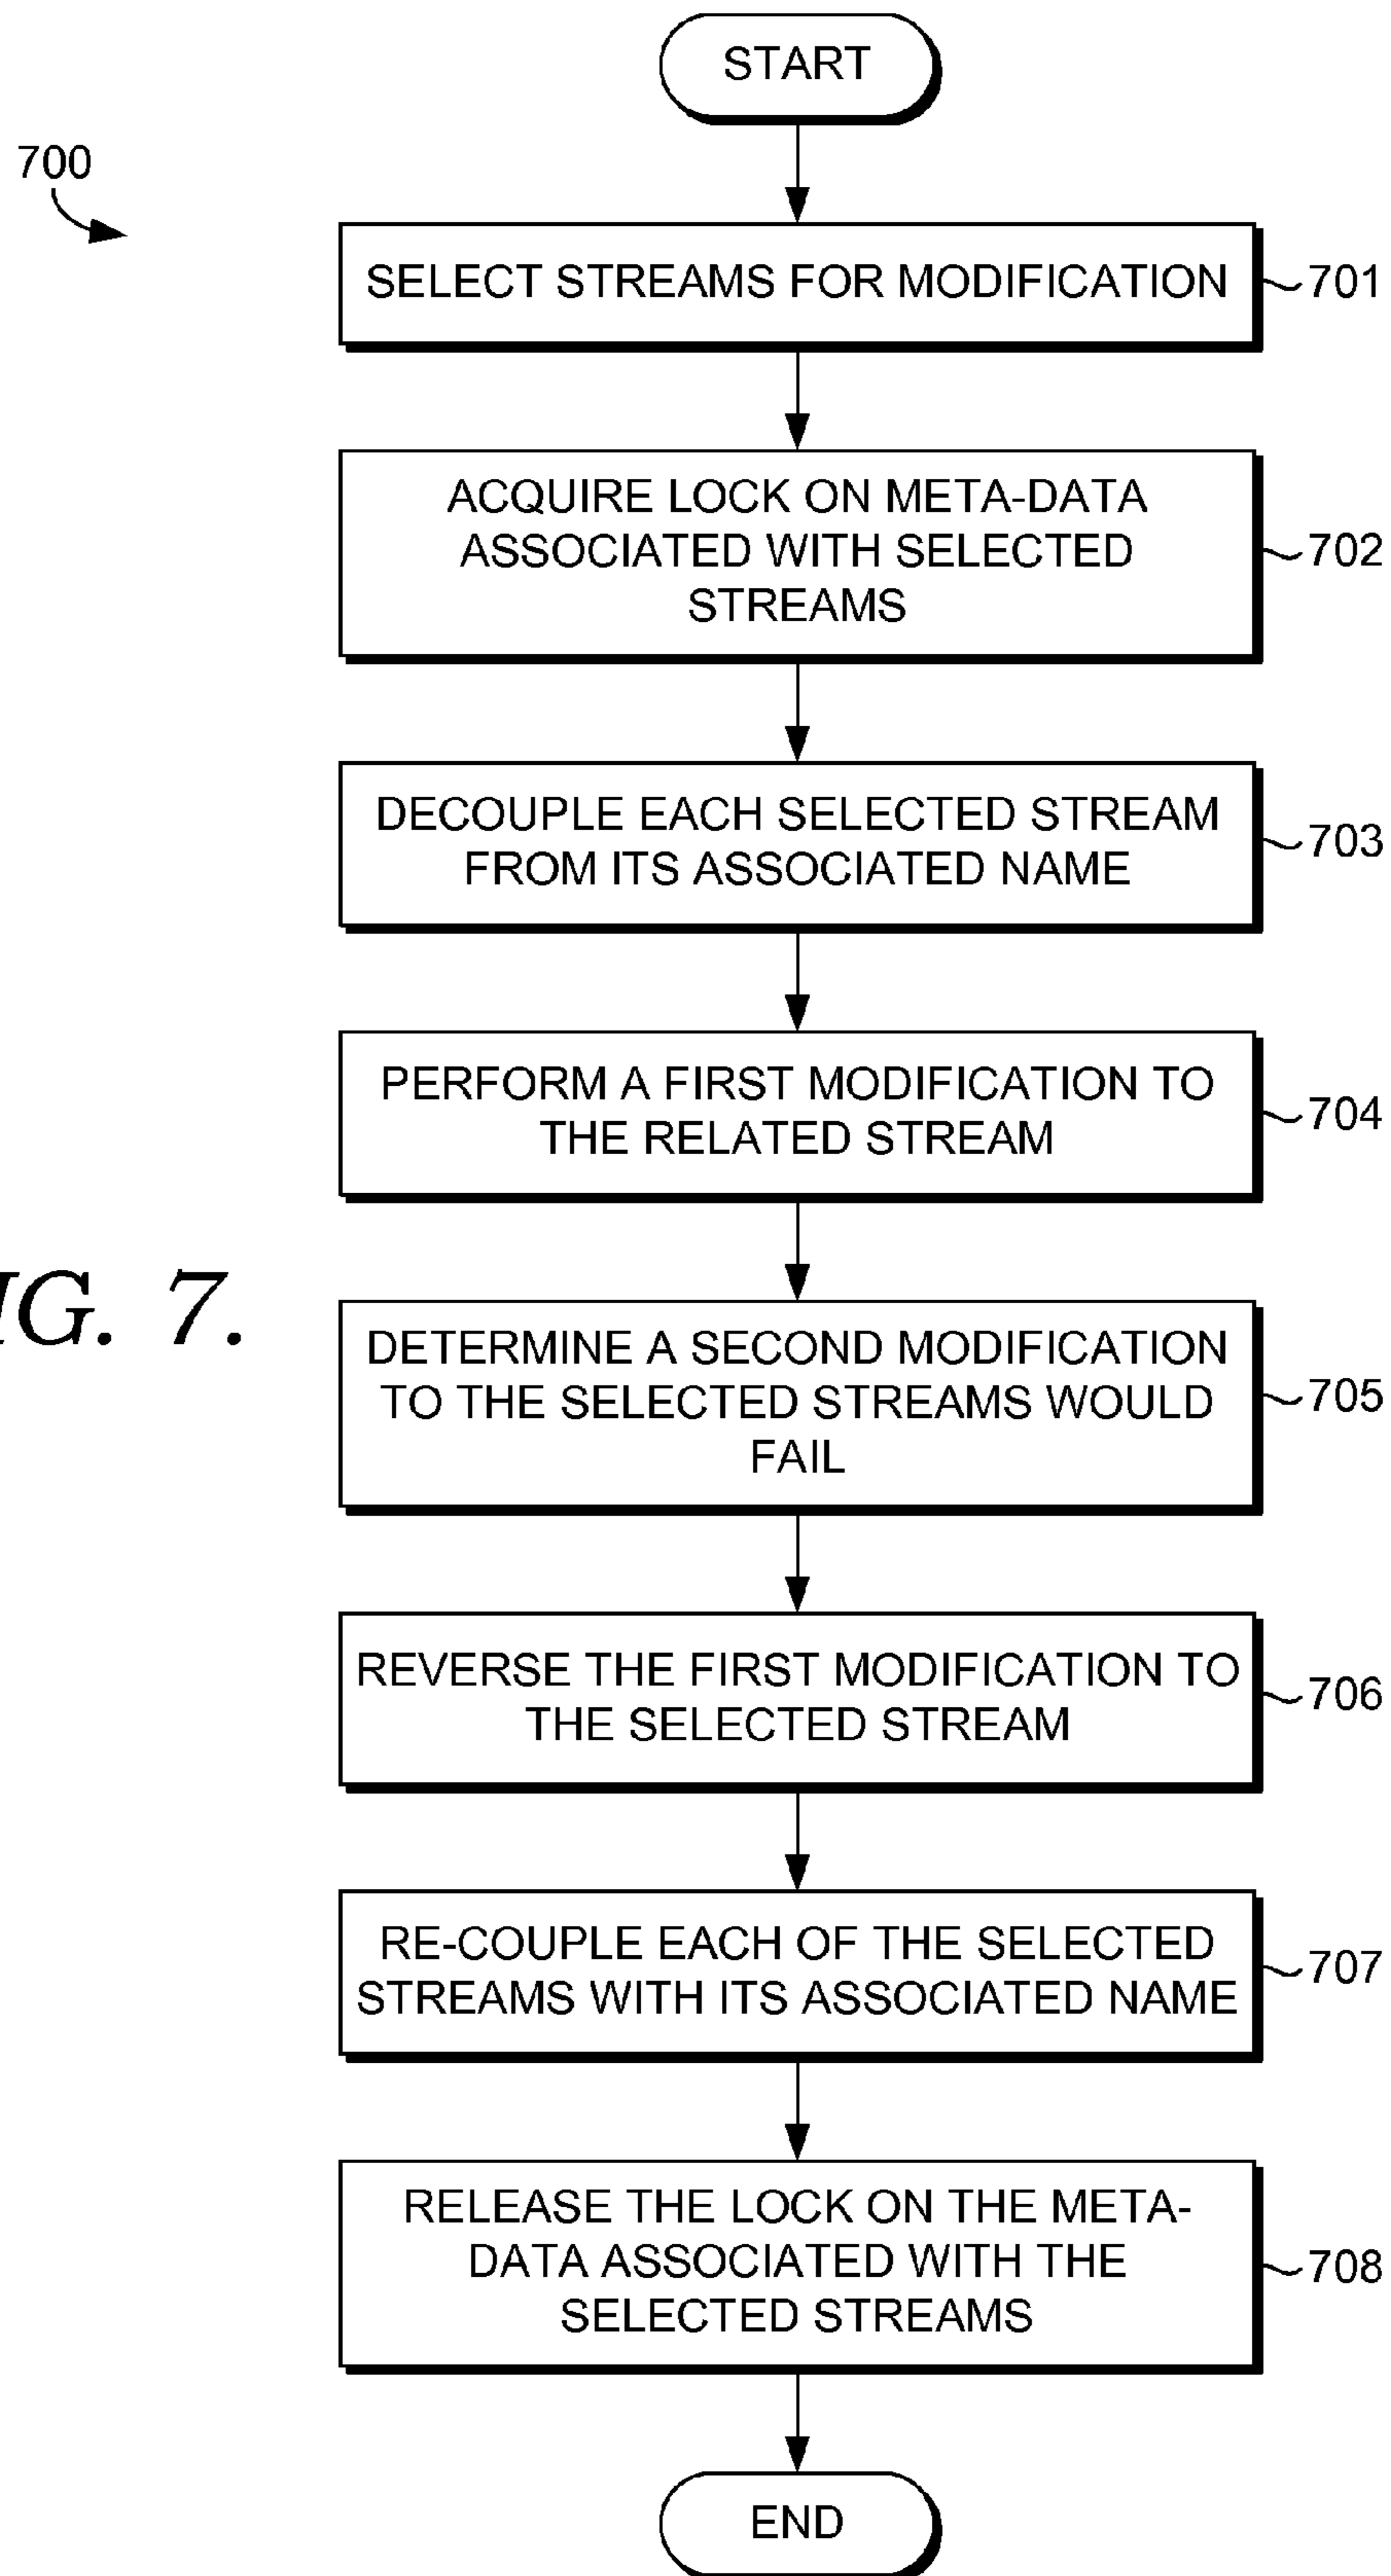 START
700
SELECT STREAMS FOR MODIFICATION
701
ACQUIRE LOCK ON META-DATA
ASSOCIATED WITH SELECTED
STREAMS
702
DECOUPLE EACH SELECTED STREAM
FROM ITS ASSOCIATED NAME
703
PERFORM A FIRST MODIFICATION TO
THE RELATED STREAM
704
IG. 7.
DETERMINE A SECOND MODIFICATION
TO THE SELECTED STREAMS WOULD
FAIL
705
REVERSE THE FIRST MODIFICATION TO
THE SELECTED STREAM
706
RE-COUPLE EACH OF THE SELECTED
STREAMS WITH ITS ASSOCIATED NAME
707
RELEASE THE LOCK ON THE META-
DATA ASSOCIATED WITH THE
SELECTED STREAMS
708
END